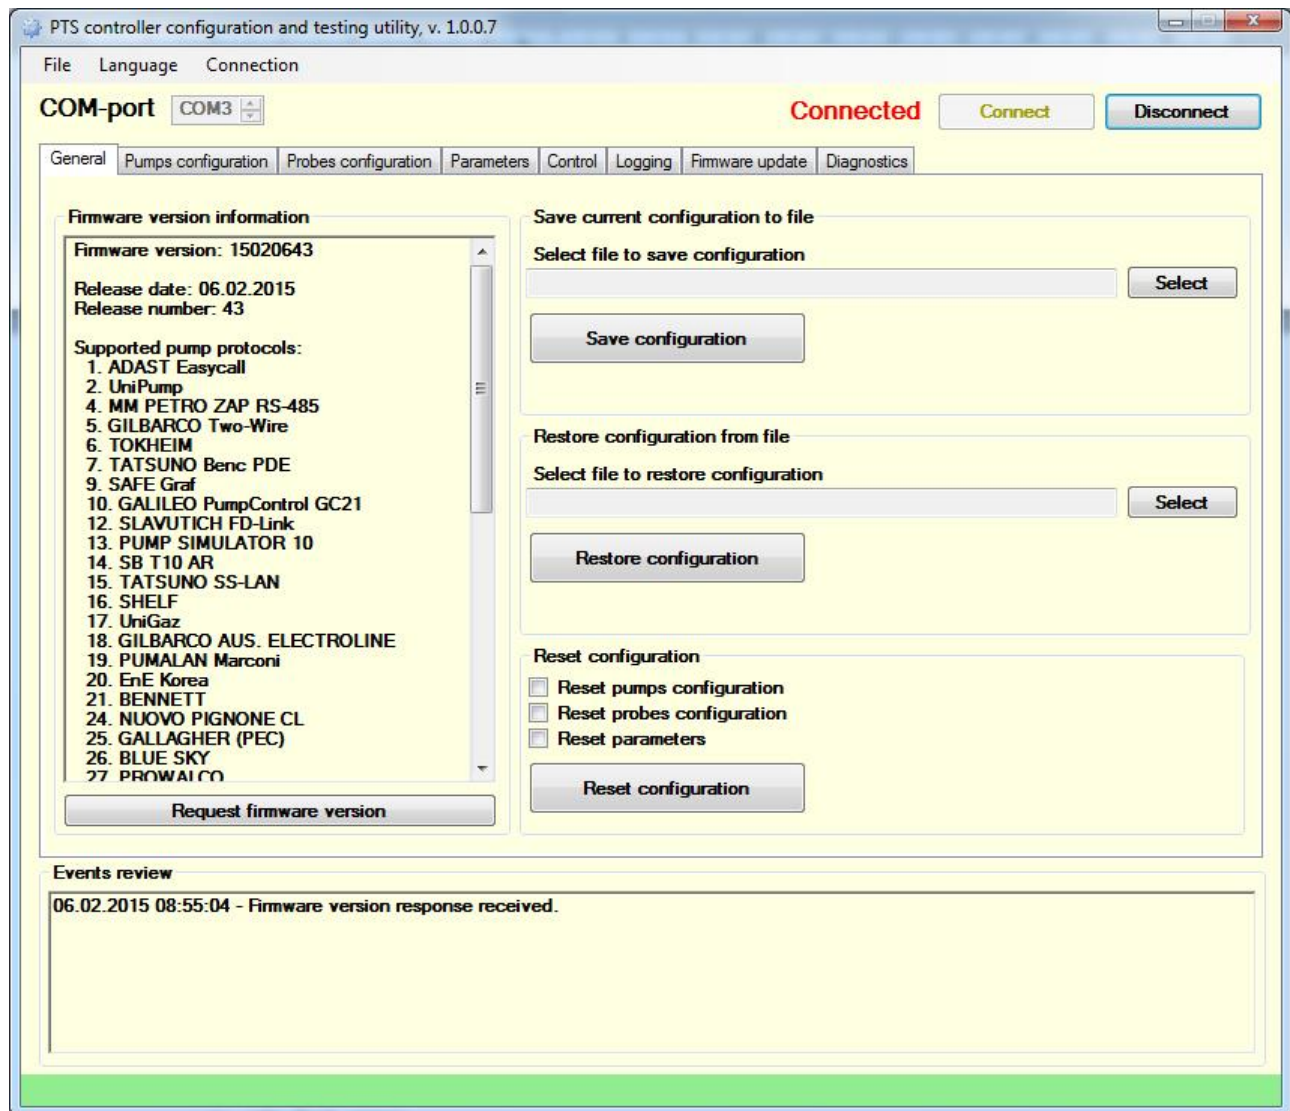 PTS controller configuration and testing utility, v. 1.0.0.7
File Language Connection
COM-port COM3 Connected Connect Disconnect
General Pumps configuration Probes configuration Parameters Control Logging Firmware update Diagnostics
Firmware version information
Firmware version: 15020643
Release date: 06.02.2015
Release number: 43
Supported pump protocols:
1. ADAST Easycall
2. UniPump
4. MM PETRO ZAP RS-485
5. GILBARCO Two-Wire
6. TOKHEIM
7. TATSUNO Benc PDE
9. SAFE Graf
10. GALILEO PumpControl GC21
12. SLAVUTICH FD-Link
13. PUMP SIMULATOR 10
14. SB T10 AR
15. TATSUNO SS-LAN
16. SHELF
17. UniGaz
18. GILBARCO AUS. ELECTROLINE
19. PUMALAN Marconi
20. EnE Korea
21. BENNETT
24. NUOVO PIGNONE CL
25. GALLAGHER (PEC)
26. BLUE SKY
27. PROWALCO
Request firmware version
Save current configuration to file
Select file to save configuration
Select
Save configuration
Restore configuration from file
Select file to restore configuration
Select
Restore configuration
Reset configuration
Reset pumps configuration
Reset probes configuration
Reset parameters
Reset configuration
Events review
06.02.2015 08:55:04 - Firmware version response received.